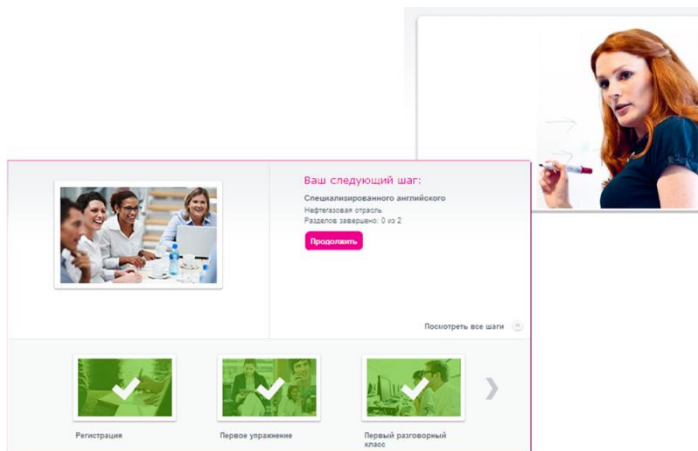 Ваш следующий шаг:
Специализированного английского
Нефтегазовая отрасль
Разделов завершено: 0 из 2
Продолжить
Посмотреть все шаги
Регистрация
Первое упражнение
Первый разговорный
класс